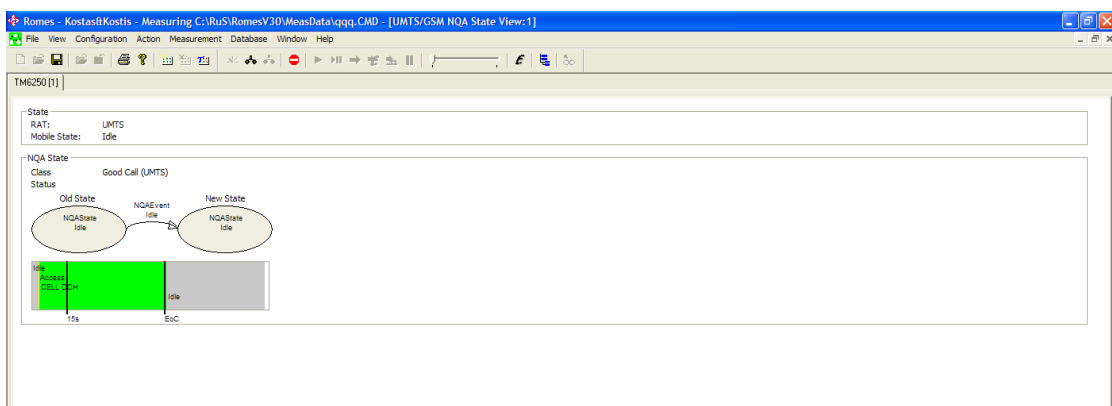 Romes - Kostas&Kostis - Measuring C:\RuS\RomesV30\MeasData\qqq.CMD - [UMTS/GSM NQA State View:1]
File View Configuration Action Measurement Database Window Help
TM6250 [1]
State
RAT: UMTS
Mobile State: Idle
NQA State
Class Good Call (UMTS)
Status
Old State NQAEvent New State
Idle
NQAState NQAState
Idle Idle
Idle
Access
CELL DCH
Idle
15s EoC